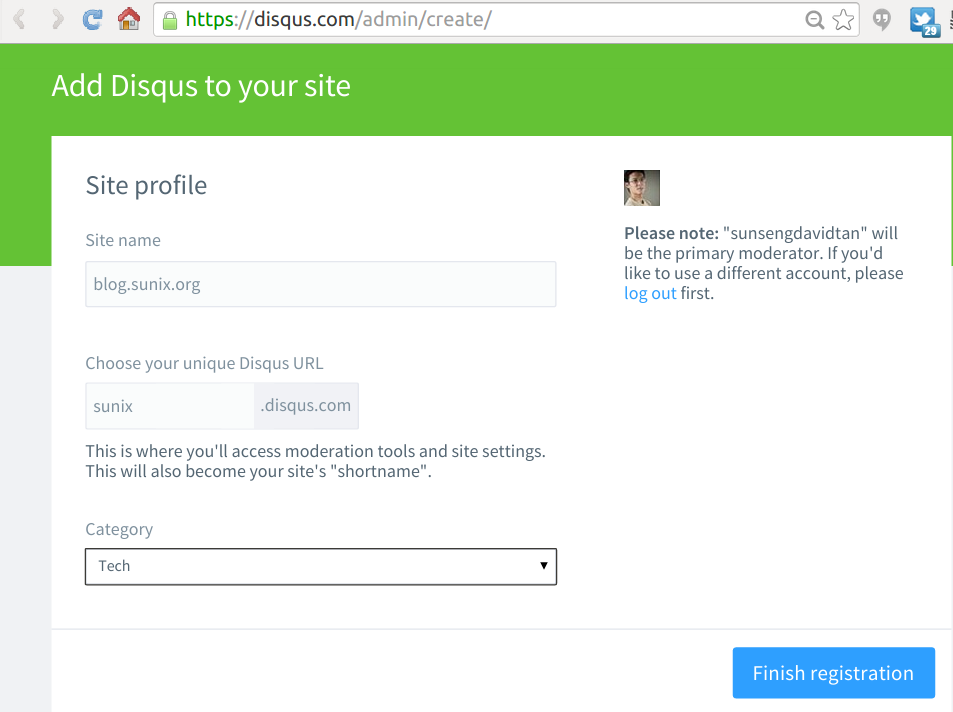 https://disqus.com/admin/create/
29
Add Disqus to your site
Site profile
Site name
blog.sunix.org
Choose your unique Disqus URL
sunix
.disqus.com
This is where you'll access moderation tools and site settings.
This will also become your site's "shortname".
Category
Tech
Please note: "sunsengdavidtan" will
be the primary moderator. If you'd
like to use a different account, please
log out first.
Finish registration